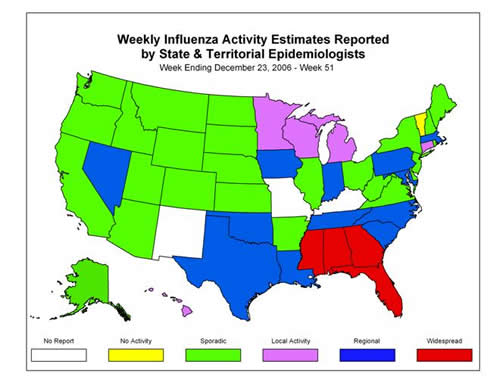 Weekly Influenza Activity Estimates Reported
by State & Territorial Epidemiologists
Week Ending December 23, 2006 - Week 51
No Report No Activity Sporadic Local Activity Regional Widespread